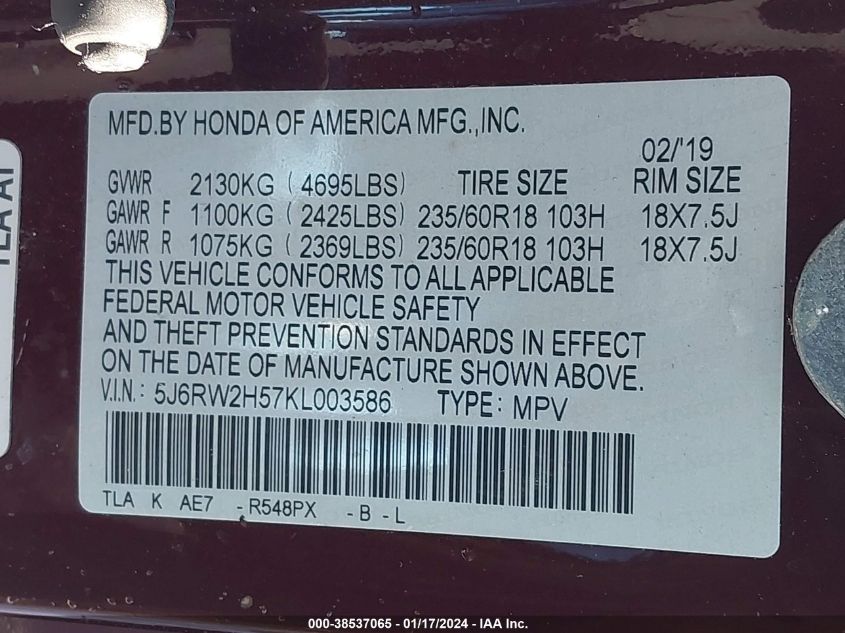 MFD.BY HONDA OF AMERICA MFG.,INC.
02/'19
GVWR 2130KG ( 4695LBS) TIRE SIZE RIM SIZE
GAWR F 1100KG ( 2425LBS) 235/60R18 103H 18X7.5J
GAWR R 1075KG ( 2369LBS) 235/60R18 103H 18X7.5J
THIS VEHICLE CONFORMS TO ALL APPLICABLE
FEDERAL MOTOR VEHICLE SAFETY
AND THEFT PREVENTION STANDARDS IN EFFECT
ON THE DATE OF MANUFACTURE SHOWN ABOVE.
V.I.N.: 5J6RW2H57KL003586 TYPE: MPV
TLA K AE7 -R548PX -B -L
TLA A1
000-38537065 - 01/17/2024 - IAA Inc.